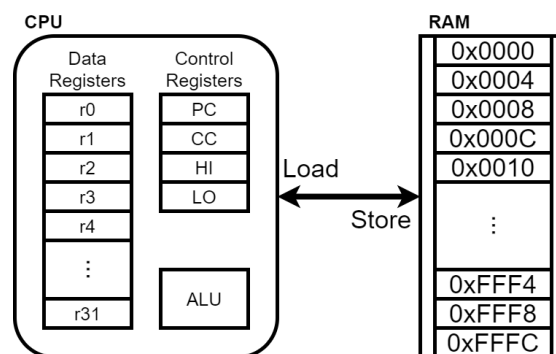 CPU
Data
Registers
r0
r1
r2
r3
r4
⋮
r31
Control
Registers
PC
CC
HI
LO
ALU
Load
Store
RAM
0x0000
0x0004
0x0008
0x000C
0x0010
⋮
0xFFF4
0xFFF8
0xFFFC